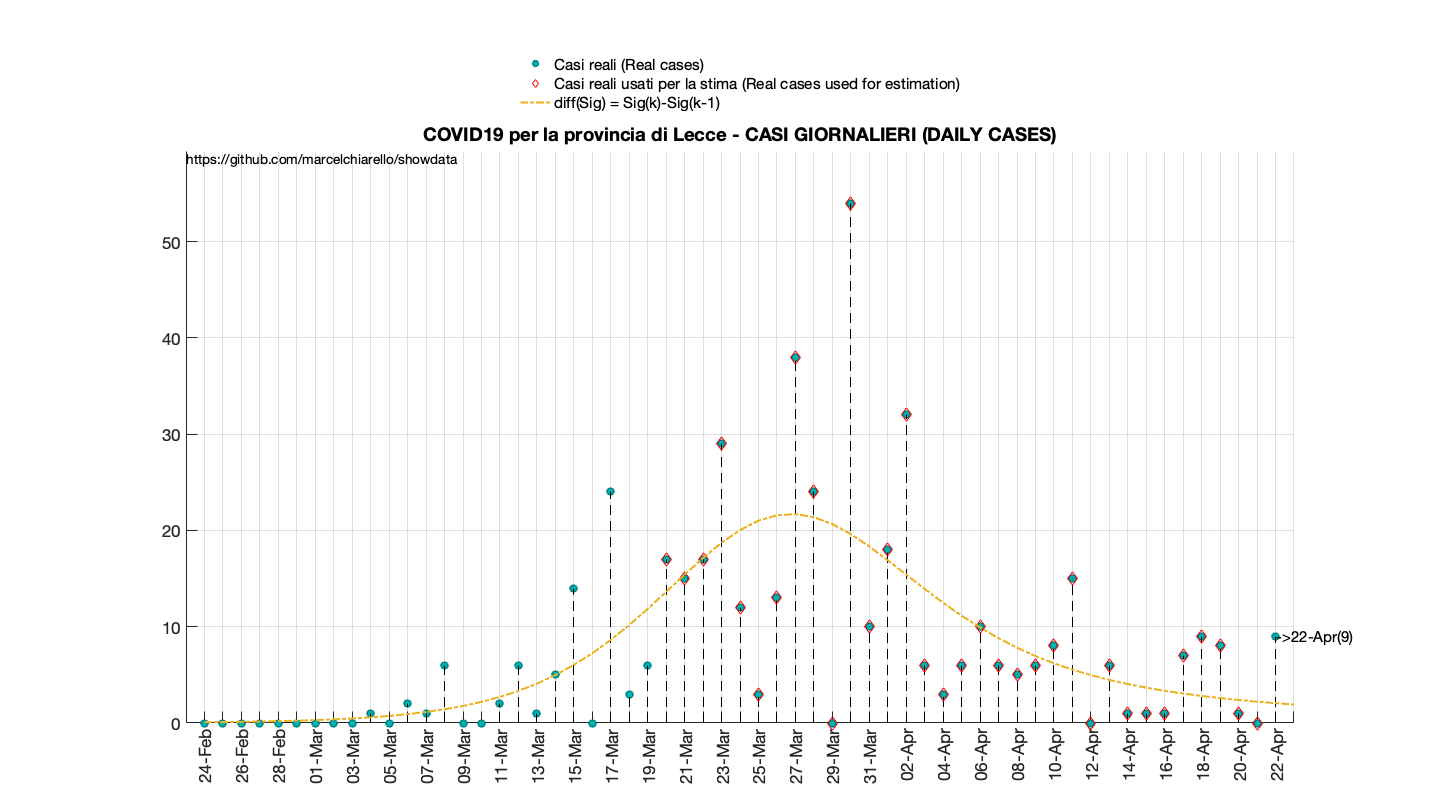 Casi reali (Real cases)
Casi reali usati per la stima (Real cases used for estimation)
diff(Sig) = Sig(k)-Sig(k-1)
COVID19 per la provincia di Lecce - CASI GIORNALIERI (DAILY CASES)
https://github.com/marcelchiarello/showdata
50
40
30
20
10
0
->22-Apr(9)
24-Feb
26-Feb
28-Feb
01-Mar
03-Mar
05-Mar
07-Mar
09-Mar
11-Mar
13-Mar
15-Mar
17-Mar
19-Mar
21-Mar
23-Mar
25-Mar
27-Mar
29-Mar
31-Mar
02-Apr
04-Apr
06-Apr
08-Apr
10-Apr
12-Apr
14-Apr
16-Apr
18-Apr
20-Apr
22-Apr